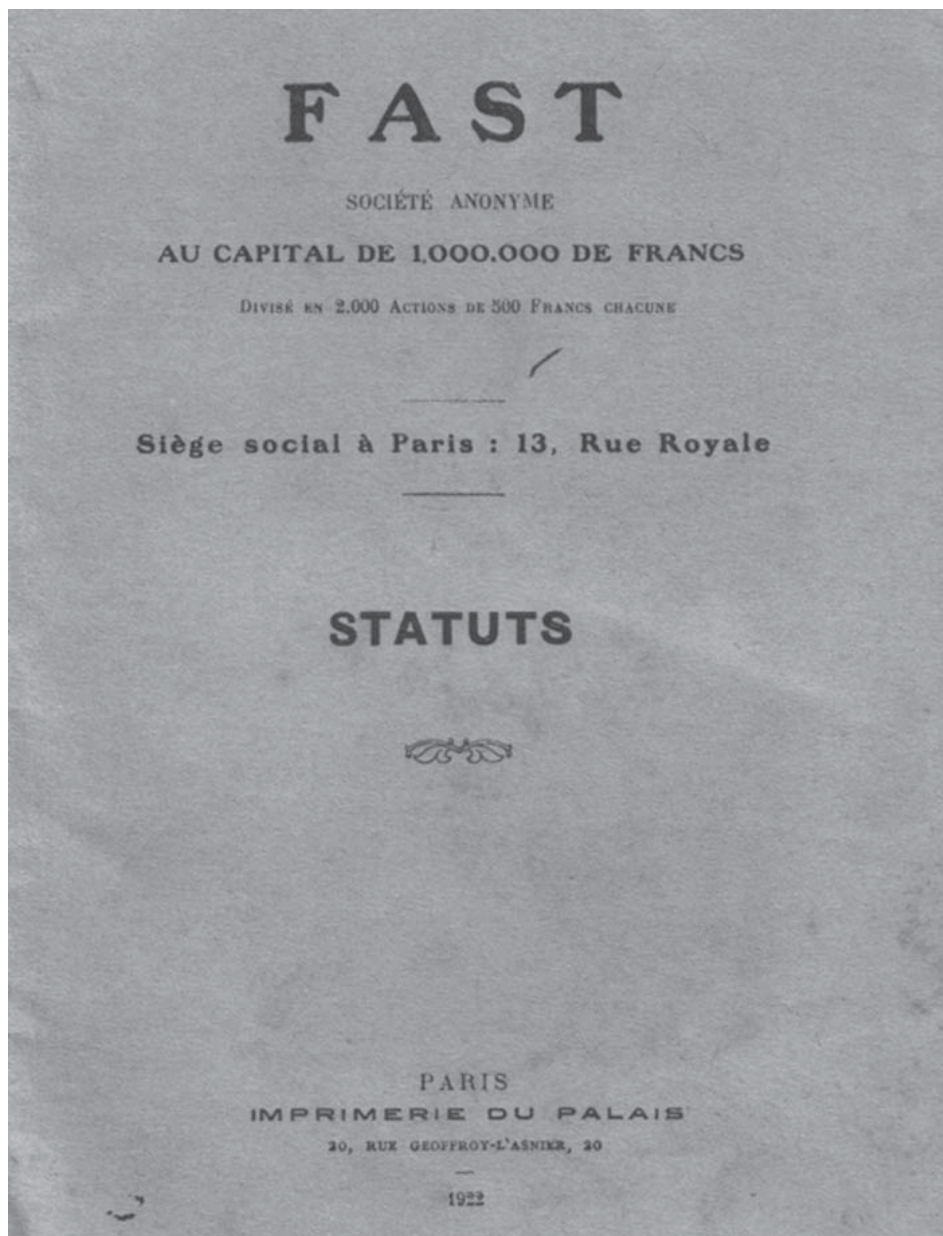 FAST
SOCIÉTÉ ANONYME
AU CAPITAL DE 1.000.000 DE FRANCS
DIVISÉ EN 2.000 ACTIONS DE 500 FRANCS CHACUNE
Siège social à Paris : 13, Rue Royale
STATUTS
PARIS
IMPRIMERIE DU PALAIS
20, RUE GEOFFROY-L'ASNIER, 20
1922